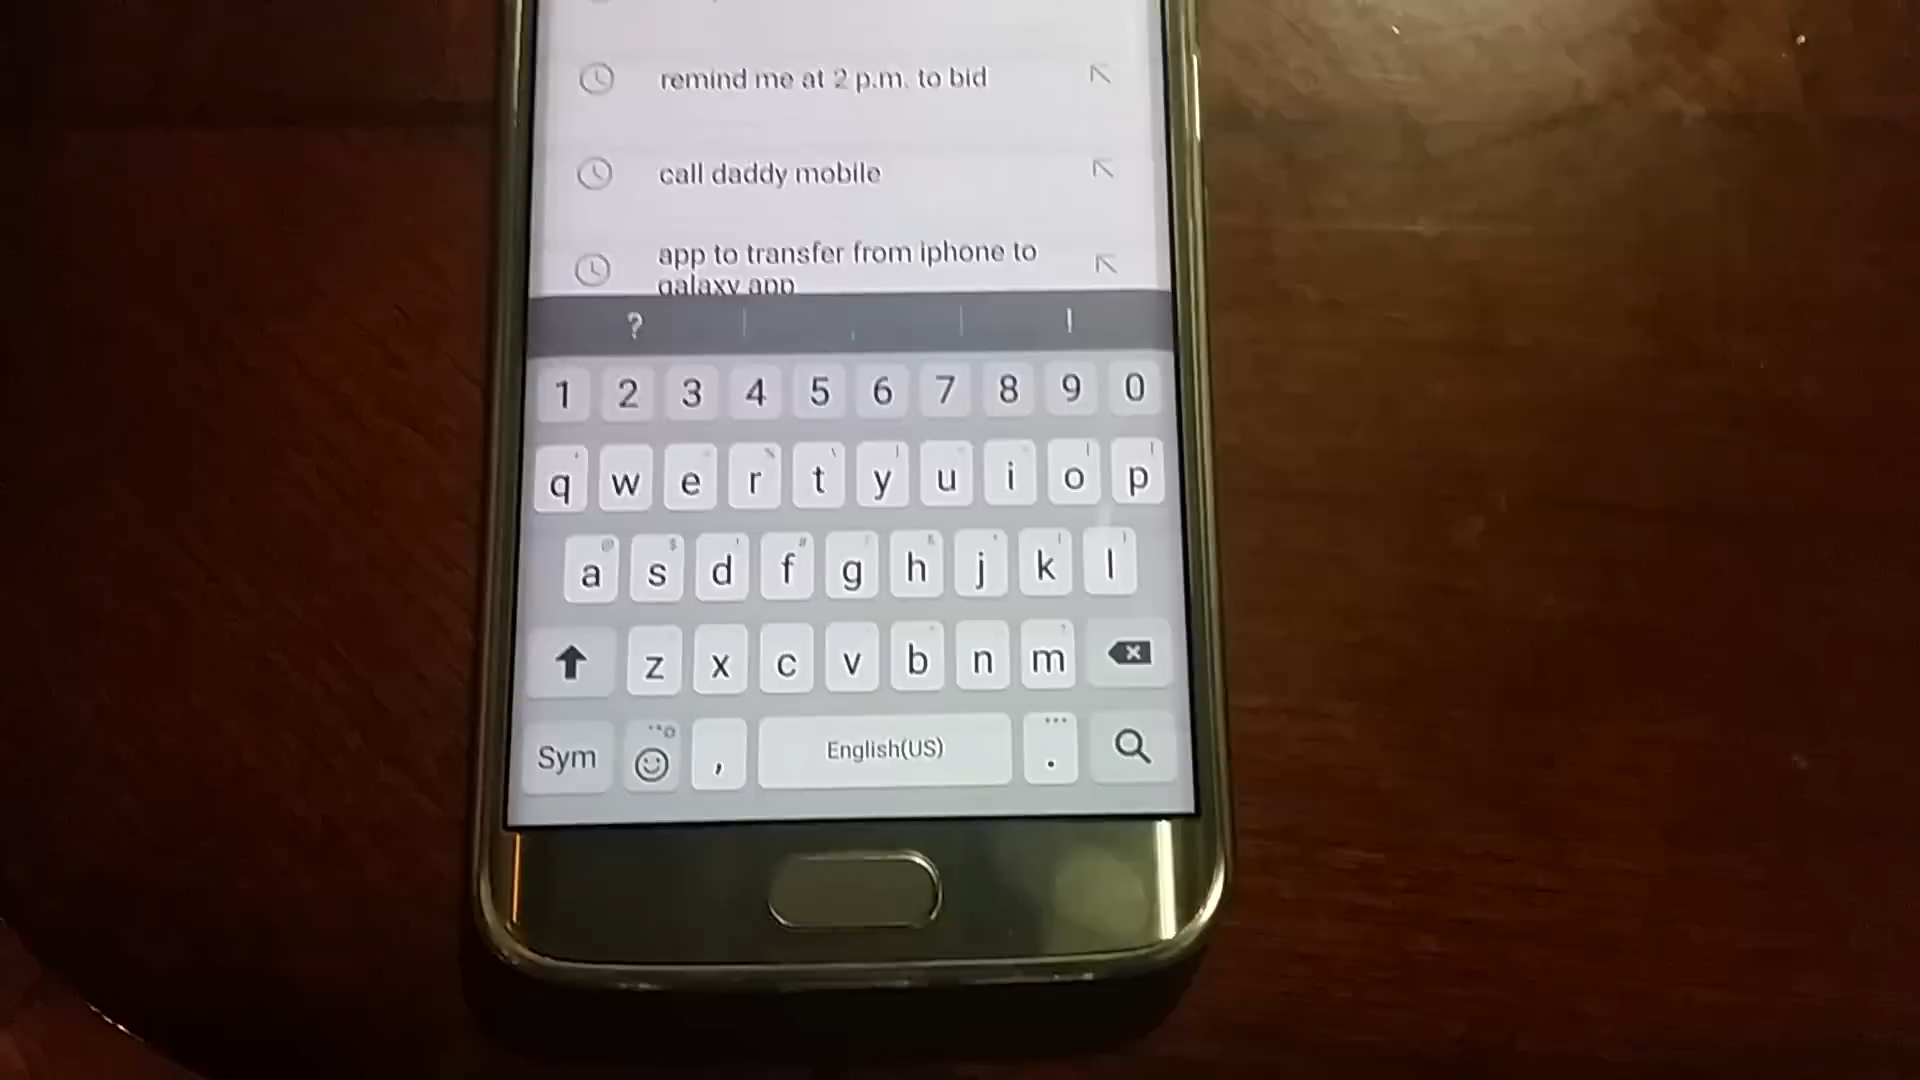 remind me at 2 p.m. to bid
call daddy mobile
app to transfer from iphone to
galaxy app
? , !
1 2 3 4 5 6 7 8 9 0
q w e r t y u i o p
a s d f g h j k l
z x c v b n m
Sym , English(US) .